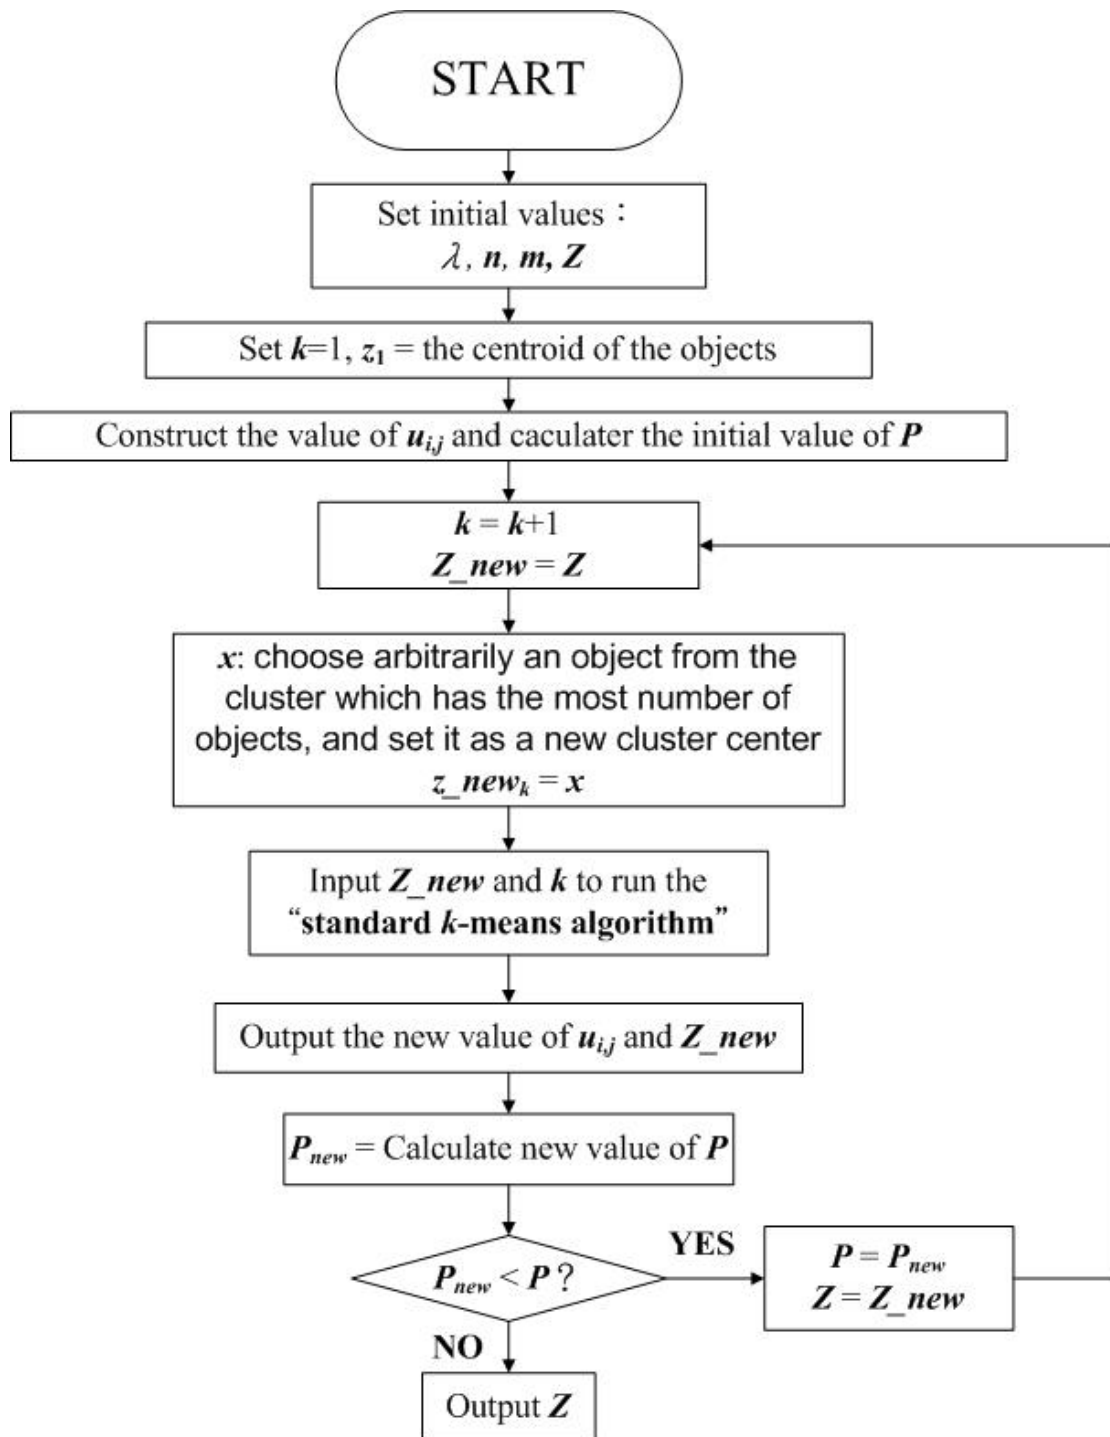 START
Set initial values：
λ, n, m, Z
Set k=1, z₁ = the centroid of the objects
Construct the value of uᵢ,ⱼ and caculater the initial value of P
k = k+1
Z_new = Z
x: choose arbitrarily an object from the
cluster which has the most number of
objects, and set it as a new cluster center
z_newₖ = x
Input Z_new and k to run the
“standard k-means algorithm”
Output the new value of uᵢ,ⱼ and Z_new
Pnew = Calculate new value of P
YES
Pnew < P？
P = Pnew
Z = Z_new
NO
Output Z